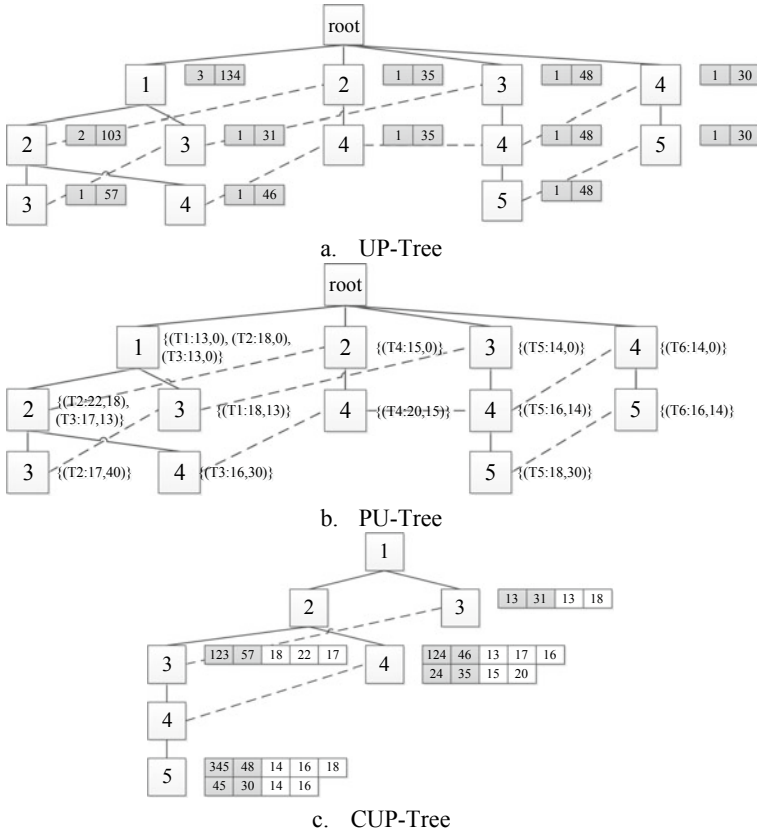 root
1 3 134 2 1 35 3 1 48 4 1 30
2 2 103 3 1 31 4 1 35 4 1 48 5 1 30
3 1 57 4 1 46 5 1 48
a. UP-Tree
root
1 {(T1:13,0), (T2:18,0), (T3:13,0)} 2 {(T4:15,0)} 3 {(T5:14,0)} 4 {(T6:14,0)}
2 {(T2:22,18), (T3:17,13)} 3 {(T1:18,13)} 4 {(T4:20,15)} 4 {(T5:16,14)} 5 {(T6:16,14)}
3 {(T2:17,40)} 4 {(T3:16,30)} 5 {(T5:18,30)}
b. PU-Tree
1
2 3 13 31 13 18
3 123 57 18 22 17 4 124 46 13 17 16
24 35 15 20
4
5 345 48 14 16 18
45 30 14 16
c. CUP-Tree